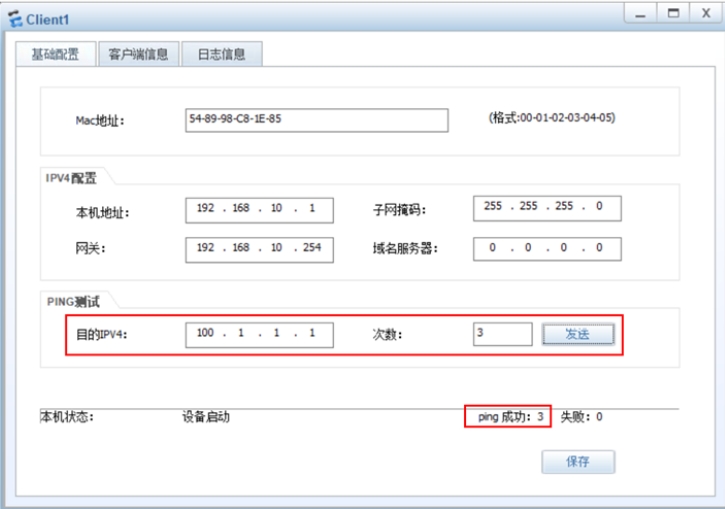 Client1
基础配置 客户端信息 日志信息
Mac地址: 54-89-98-C8-1E-85 (格式:00-01-02-03-04-05)
IPV4配置
本机地址: 192 . 168 . 10 . 1 子网掩码: 255 . 255 . 255 . 0
网关: 192 . 168 . 10 . 254 域名服务器: 0 . 0 . 0 . 0
PING测试
目的IPV4: 100 . 1 . 1 . 1 次数: 3 发送
本机状态: 设备启动 ping 成功: 3 失败: 0
保存